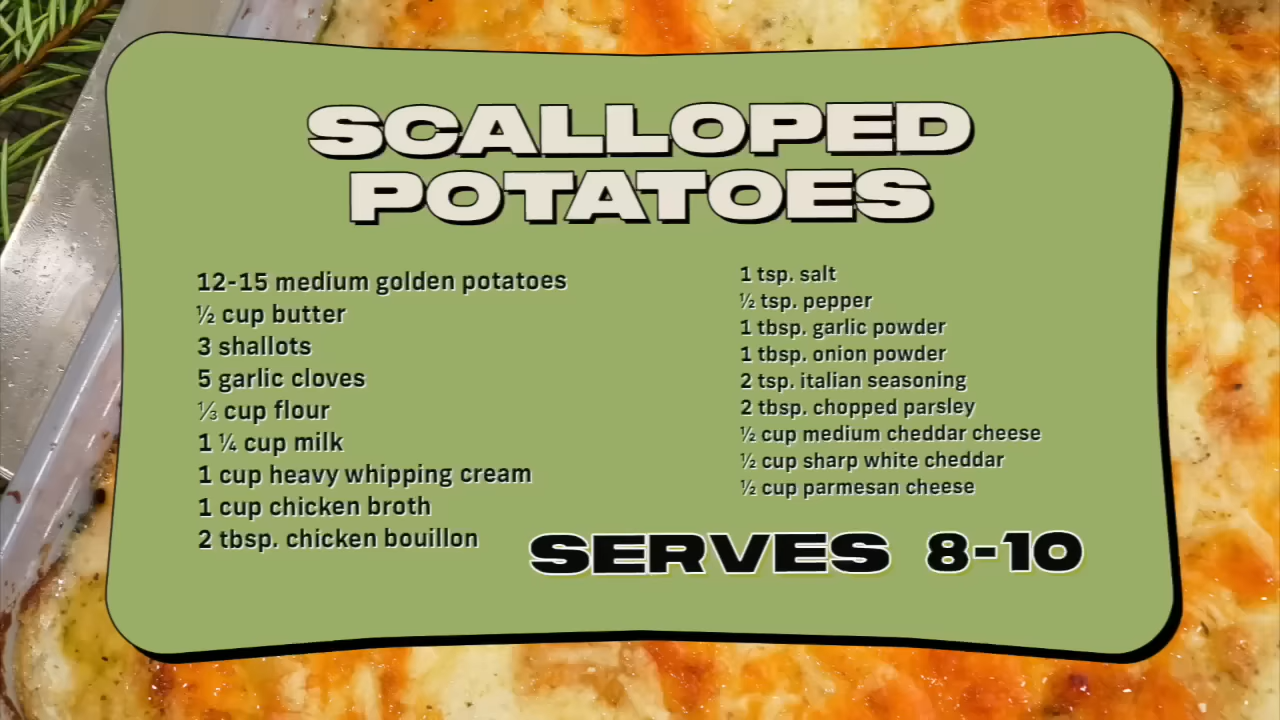 SCALLOPED
POTATOES
12-15 medium golden potatoes
½ cup butter
3 shallots
5 garlic cloves
⅓ cup flour
1 ¼ cup milk
1 cup heavy whipping cream
1 cup chicken broth
2 tbsp. chicken bouillon
1 tsp. salt
½ tsp. pepper
1 tbsp. garlic powder
1 tbsp. onion powder
2 tsp. italian seasoning
2 tbsp. chopped parsley
½ cup medium cheddar cheese
½ cup sharp white cheddar
½ cup parmesan cheese
SERVES 8-10